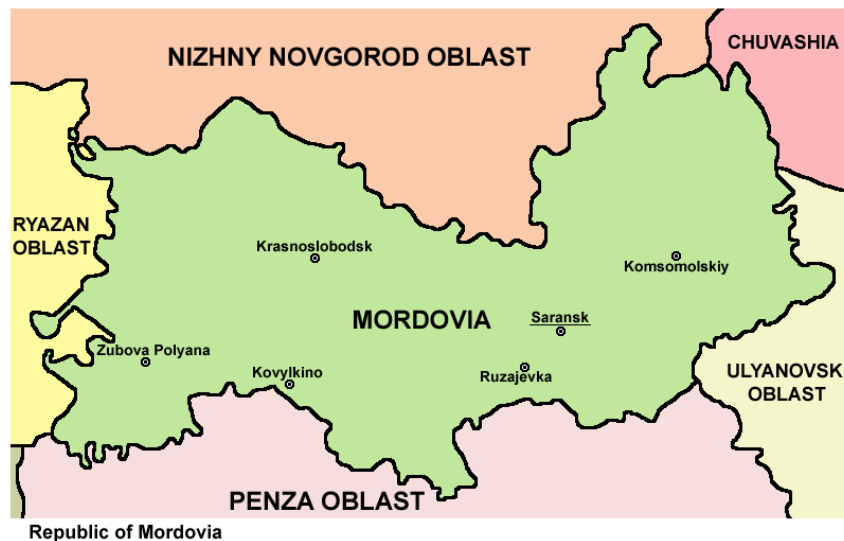 CHUVASHIA
NIZHNY NOVGOROD OBLAST
RYAZAN
OBLAST
Krasnoslobodsk
Komsomolskiy
MORDOVIA
Saransk
Zubova Polyana
Kovylkino
Ruzajevka
ULYANOVSK
OBLAST
PENZA OBLAST
Republic of Mordovia